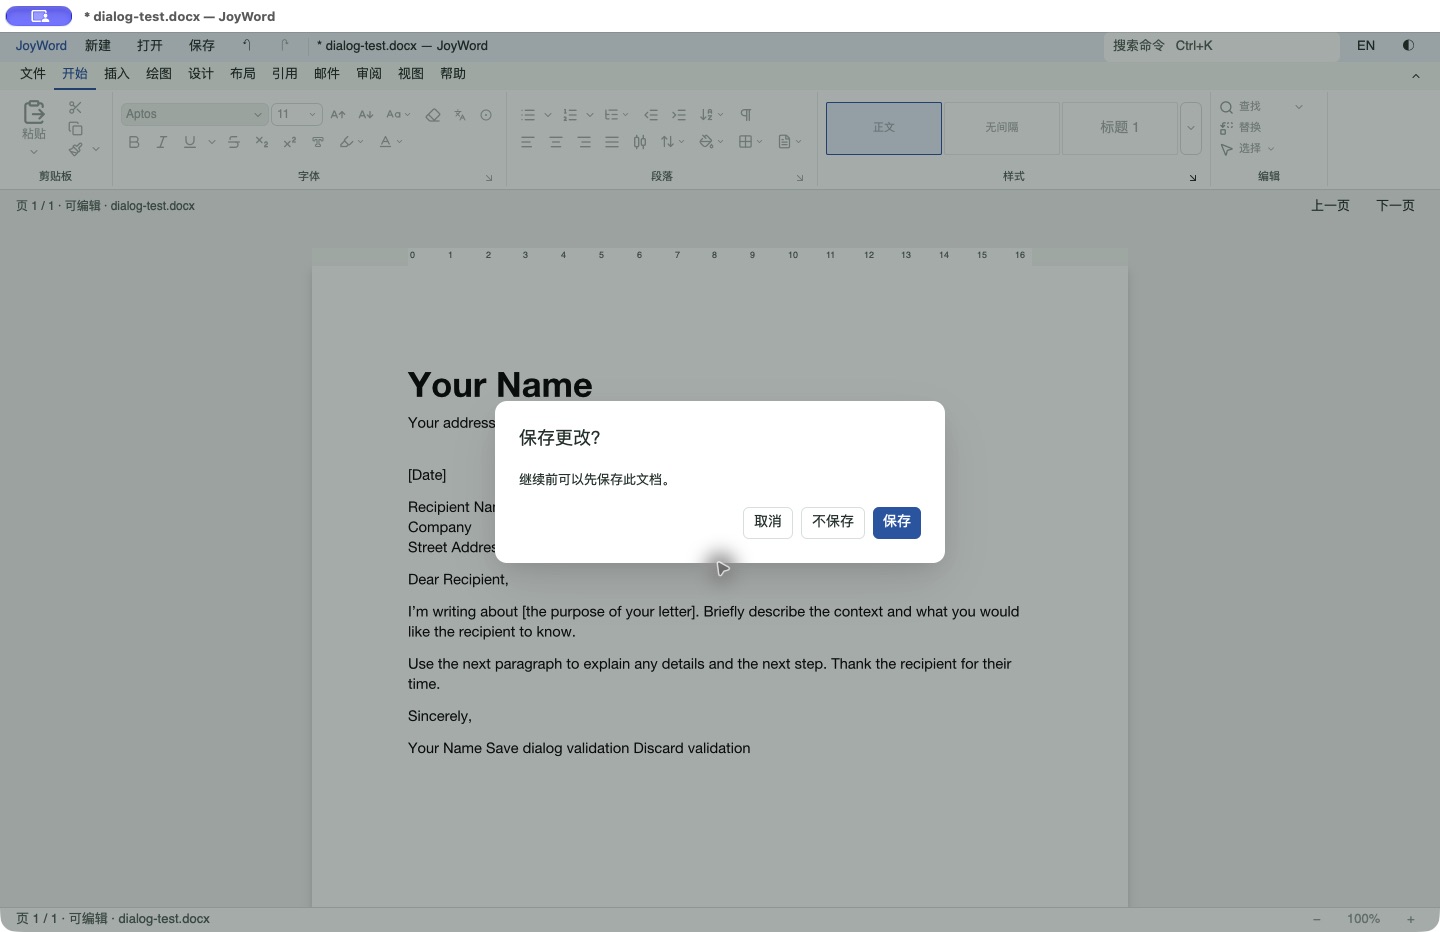 * dialog-test.docx — JoyWord
JoyWord 新建 打开 保存 * dialog-test.docx — JoyWord 搜索命令 Ctrl+K EN
文件 开始 插入 绘图 设计 布局 引用 邮件 审阅 视图 帮助
粘贴
剪贴板
Aptos 11
字体
段落
正文 无间隔 标题 1
样式
查找
替换
选择
编辑
页 1 / 1 · 可编辑 · dialog-test.docx 上一页 下一页
0 1 2 3 4 5 6 7 8 9 10 11 12 13 14 15 16
Your Name
Your address
[Date]
Recipient Nar
Company
Street Addres
保存更改?
继续前可以先保存此文档。
取消 不保存 保存
Dear Recipient,
I'm writing about [the purpose of your letter]. Briefly describe the context and what you would
like the recipient to know.
Use the next paragraph to explain any details and the next step. Thank the recipient for their
time.
Sincerely,
Your Name Save dialog validation Discard validation
页 1 / 1 · 可编辑 · dialog-test.docx − 100% +